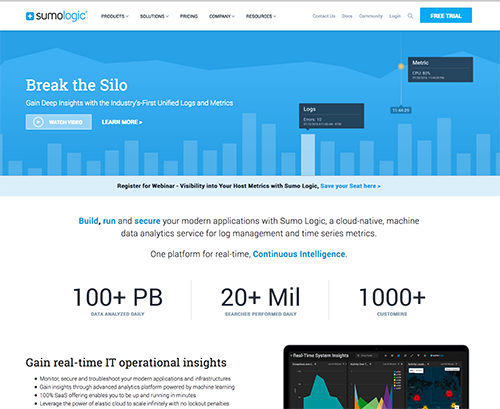 sumologic
PRODUCTS SOLUTIONS PRICING COMPANY RESOURCES
Contact Us Docs Community Login
FREE TRIAL
Break the Silo
Gain Deep Insights with the Industry's-First Unified Logs and Metrics
WATCH VIDEO LEARN MORE >
Metric
CPU: 80%
11:44:29
Logs
Errors: 10
Register for Webinar - Visibility into Your Host Metrics with Sumo Logic, Save your Seat here >
Build, run and secure your modern applications with Sumo Logic, a cloud-native, machine
data analytics service for log management and time series metrics.
One platform for real-time, Continuous Intelligence.
100+ PB
DATA ANALYZED DAILY
20+ Mil
SEARCHES PERFORMED DAILY
1000+
CUSTOMERS
Gain real-time IT operational insights
Monitor, secure and troubleshoot your modern applications and infrastructures
Gain insights through advanced analytics platform powered by machine learning
100% SaaS offering enables you to be up and running in minutes
Leverage the power of elastic cloud to scale infinitely with no lockout penalties
Real-Time System Insights